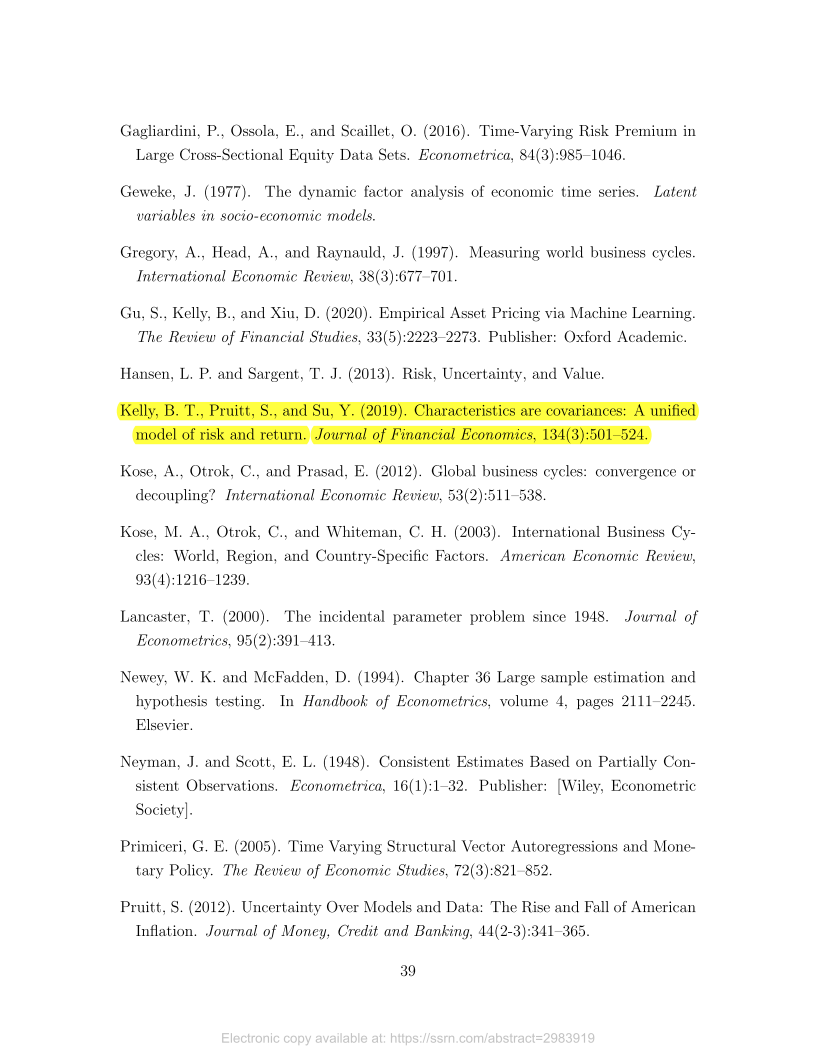 Gagliardini, P., Ossola, E., and Scaillet, O. (2016). Time-Varying Risk Premium in
Large Cross-Sectional Equity Data Sets. Econometrica, 84(3):985–1046.
Geweke, J. (1977). The dynamic factor analysis of economic time series. Latent
variables in socio-economic models.
Gregory, A., Head, A., and Raynauld, J. (1997). Measuring world business cycles.
International Economic Review, 38(3):677–701.
Gu, S., Kelly, B., and Xiu, D. (2020). Empirical Asset Pricing via Machine Learning.
The Review of Financial Studies, 33(5):2223–2273. Publisher: Oxford Academic.
Hansen, L. P. and Sargent, T. J. (2013). Risk, Uncertainty, and Value.
Kelly, B. T., Pruitt, S., and Su, Y. (2019). Characteristics are covariances: A unified
model of risk and return. Journal of Financial Economics, 134(3):501–524.
Kose, A., Otrok, C., and Prasad, E. (2012). Global business cycles: convergence or
decoupling? International Economic Review, 53(2):511–538.
Kose, M. A., Otrok, C., and Whiteman, C. H. (2003). International Business Cy-
cles: World, Region, and Country-Specific Factors. American Economic Review,
93(4):1216–1239.
Lancaster, T. (2000). The incidental parameter problem since 1948. Journal of
Econometrics, 95(2):391–413.
Newey, W. K. and McFadden, D. (1994). Chapter 36 Large sample estimation and
hypothesis testing. In Handbook of Econometrics, volume 4, pages 2111–2245.
Elsevier.
Neyman, J. and Scott, E. L. (1948). Consistent Estimates Based on Partially Con-
sistent Observations. Econometrica, 16(1):1–32. Publisher: [Wiley, Econometric
Society].
Primiceri, G. E. (2005). Time Varying Structural Vector Autoregressions and Mone-
tary Policy. The Review of Economic Studies, 72(3):821–852.
Pruitt, S. (2012). Uncertainty Over Models and Data: The Rise and Fall of American
Inflation. Journal of Money, Credit and Banking, 44(2-3):341–365.
39
Electronic copy available at: https://ssrn.com/abstract=2983919